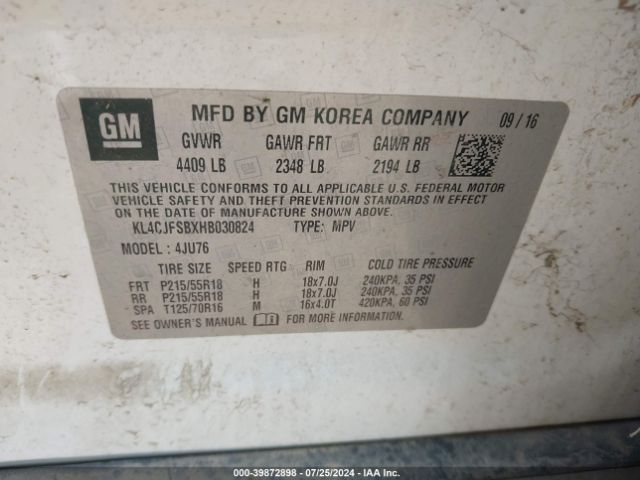 GM
MFD BY GM KOREA COMPANY 09/16
GVWR GAWR FRT GAWR RR
4409 LB 2348 LB 2194 LB
THIS VEHICLE CONFORMS TO ALL APPLICABLE U.S. FEDERAL MOTOR
VEHICLE SAFETY AND THEFT PREVENTION STANDARDS IN EFFECT
ON THE DATE OF MANUFACTURE SHOWN ABOVE.
KL4CJFSBXHB030824 TYPE: MPV
MODEL: 4JU76
TIRE SIZE SPEED RTG RIM COLD TIRE PRESSURE
FRT P215/55R18 H 18x7.0J 240KPA, 35 PSI
RR P215/55R18 H 18x7.0J 240KPA, 35 PSI
SPA T125/70R16 M 16x4.0T 420KPA, 60 PSI
SEE OWNER'S MANUAL FOR MORE INFORMATION.
000-39872898 - 07/25/2024 - IAA Inc.